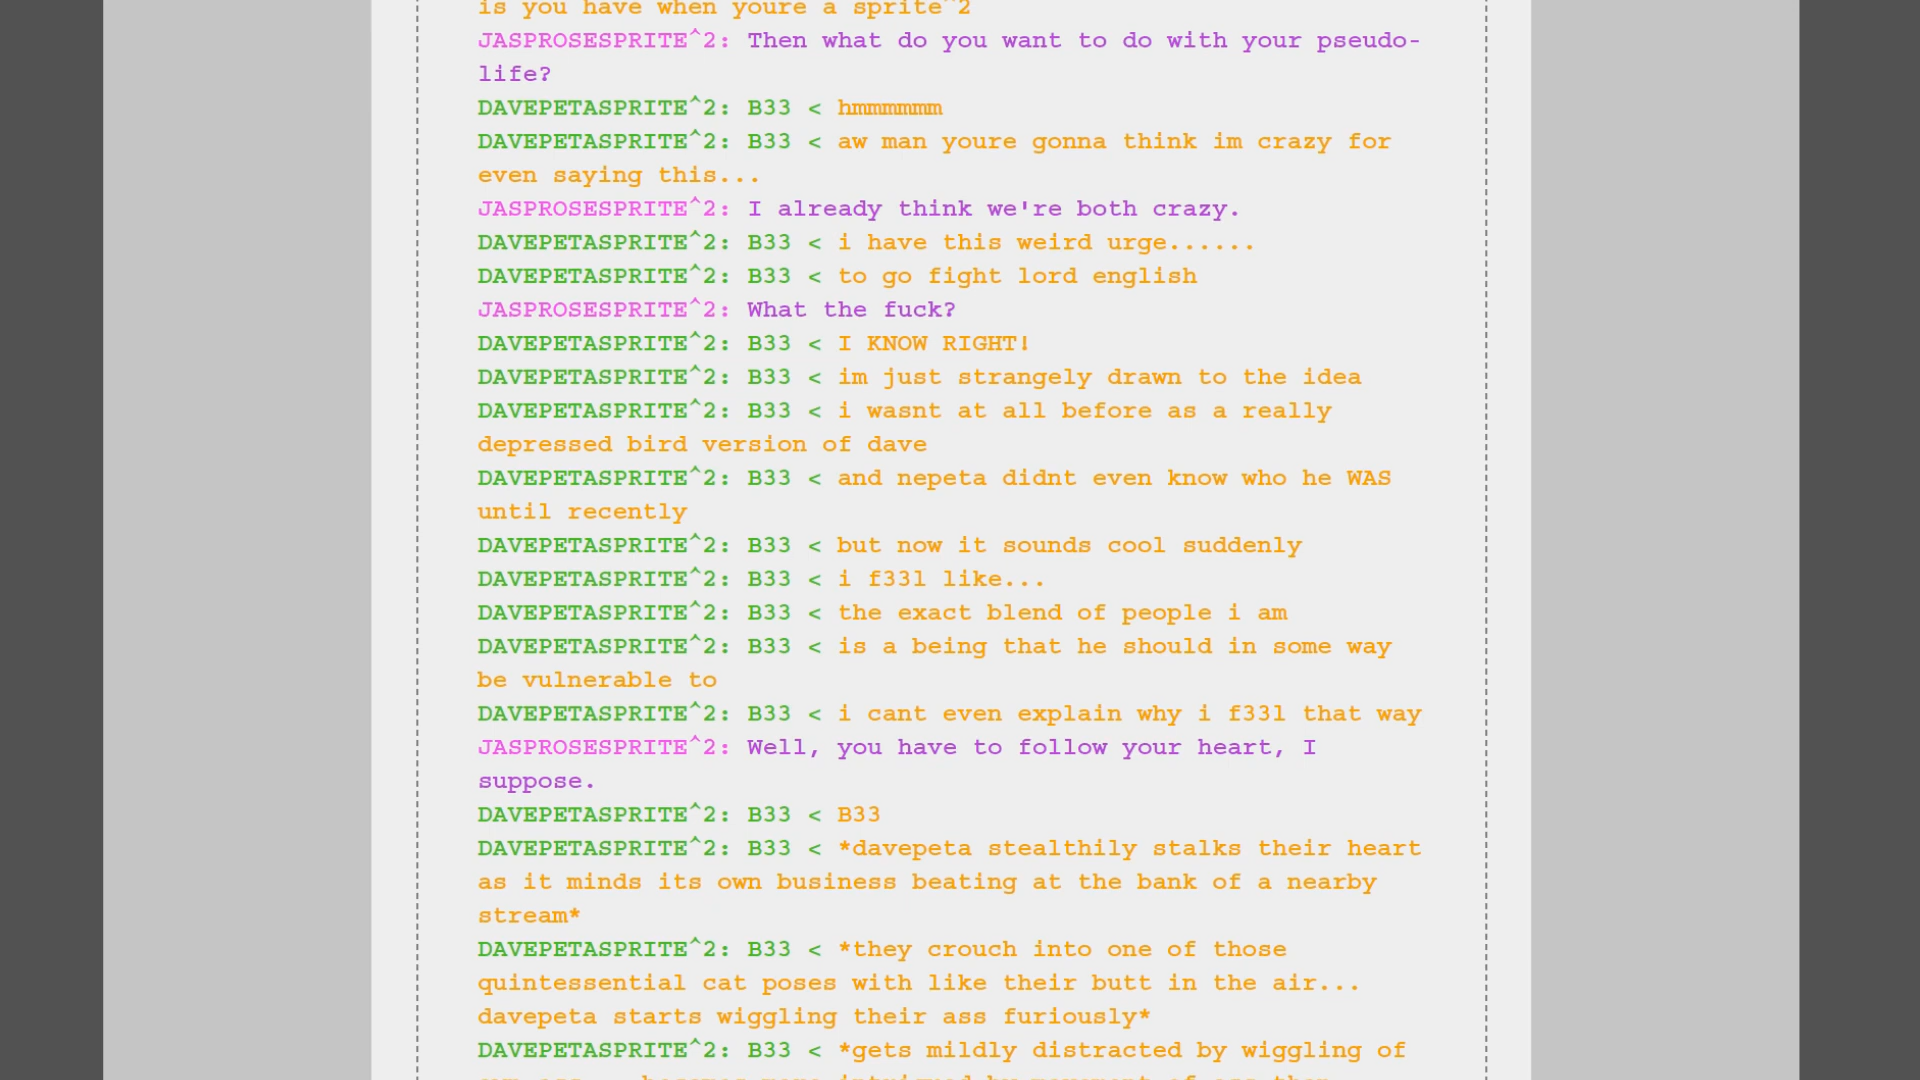 is you have when youre a sprite^2
JASPROSESPRITE^2: Then what do you want to do with your pseudo-
life?
DAVEPETASPRITE^2: B33 < hmmmmmm
DAVEPETASPRITE^2: B33 < aw man youre gonna think im crazy for
even saying this...
JASPROSESPRITE^2: I already think we're both crazy.
DAVEPETASPRITE^2: B33 < i have this weird urge......
DAVEPETASPRITE^2: B33 < to go fight lord english
JASPROSESPRITE^2: What the fuck?
DAVEPETASPRITE^2: B33 < I KNOW RIGHT!
DAVEPETASPRITE^2: B33 < im just strangely drawn to the idea
DAVEPETASPRITE^2: B33 < i wasnt at all before as a really
depressed bird version of dave
DAVEPETASPRITE^2: B33 < and nepeta didnt even know who he WAS
until recently
DAVEPETASPRITE^2: B33 < but now it sounds cool suddenly
DAVEPETASPRITE^2: B33 < i f33l like...
DAVEPETASPRITE^2: B33 < the exact blend of people i am
DAVEPETASPRITE^2: B33 < is a being that he should in some way
be vulnerable to
DAVEPETASPRITE^2: B33 < i cant even explain why i f33l that way
JASPROSESPRITE^2: Well, you have to follow your heart, I
suppose.
DAVEPETASPRITE^2: B33 < B33
DAVEPETASPRITE^2: B33 < *davepeta stealthily stalks their heart
as it minds its own business beating at the bank of a nearby
stream*
DAVEPETASPRITE^2: B33 < *they crouch into one of those
quintessential cat poses with like their butt in the air...
davepeta starts wiggling their ass furiously*
DAVEPETASPRITE^2: B33 < *gets mildly distracted by wiggling of